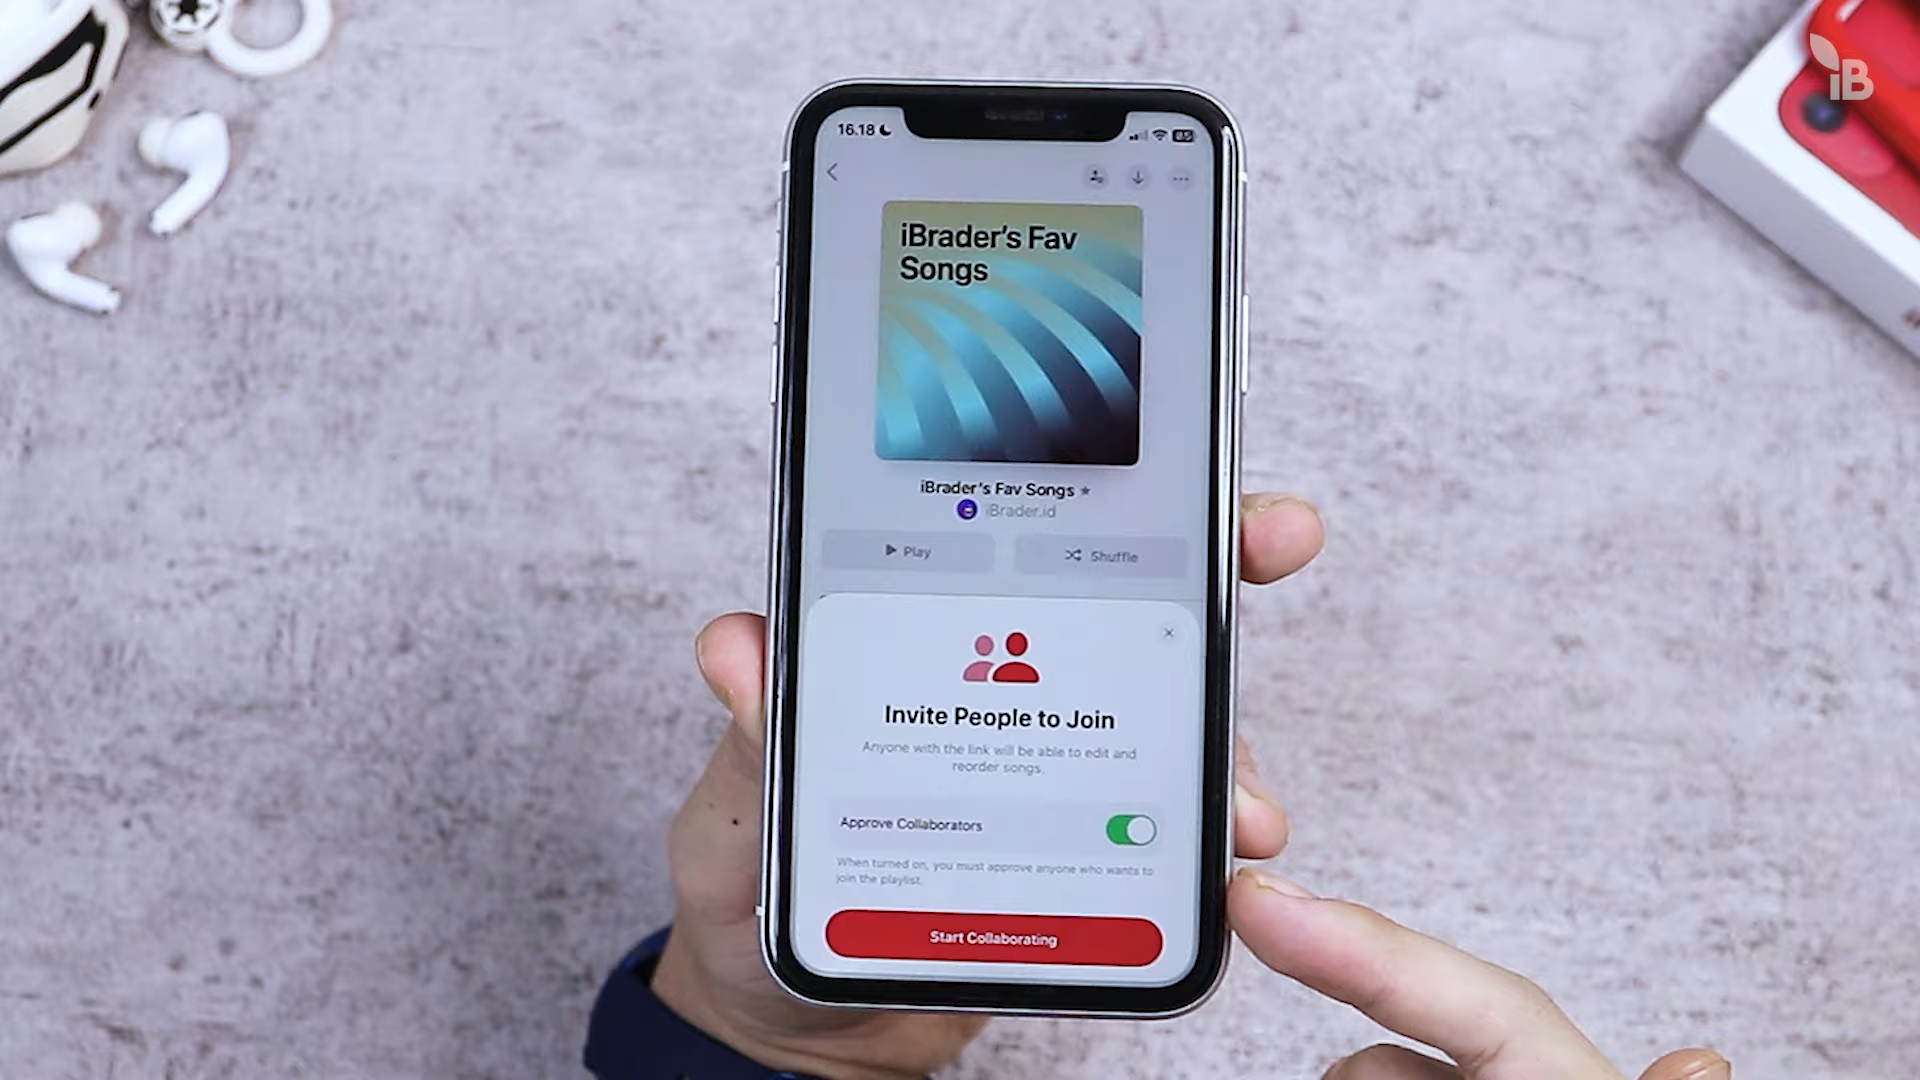 iB
16.18
iBrader's Fav
Songs
iBrader's Fav Songs
iBrader.id
Play
Shuffle
Invite People to Join
Anyone with the link will be able to edit and
reorder songs.
Approve Collaborators
When turned on, you must approve anyone who wants to
join the playlist.
Start Collaborating